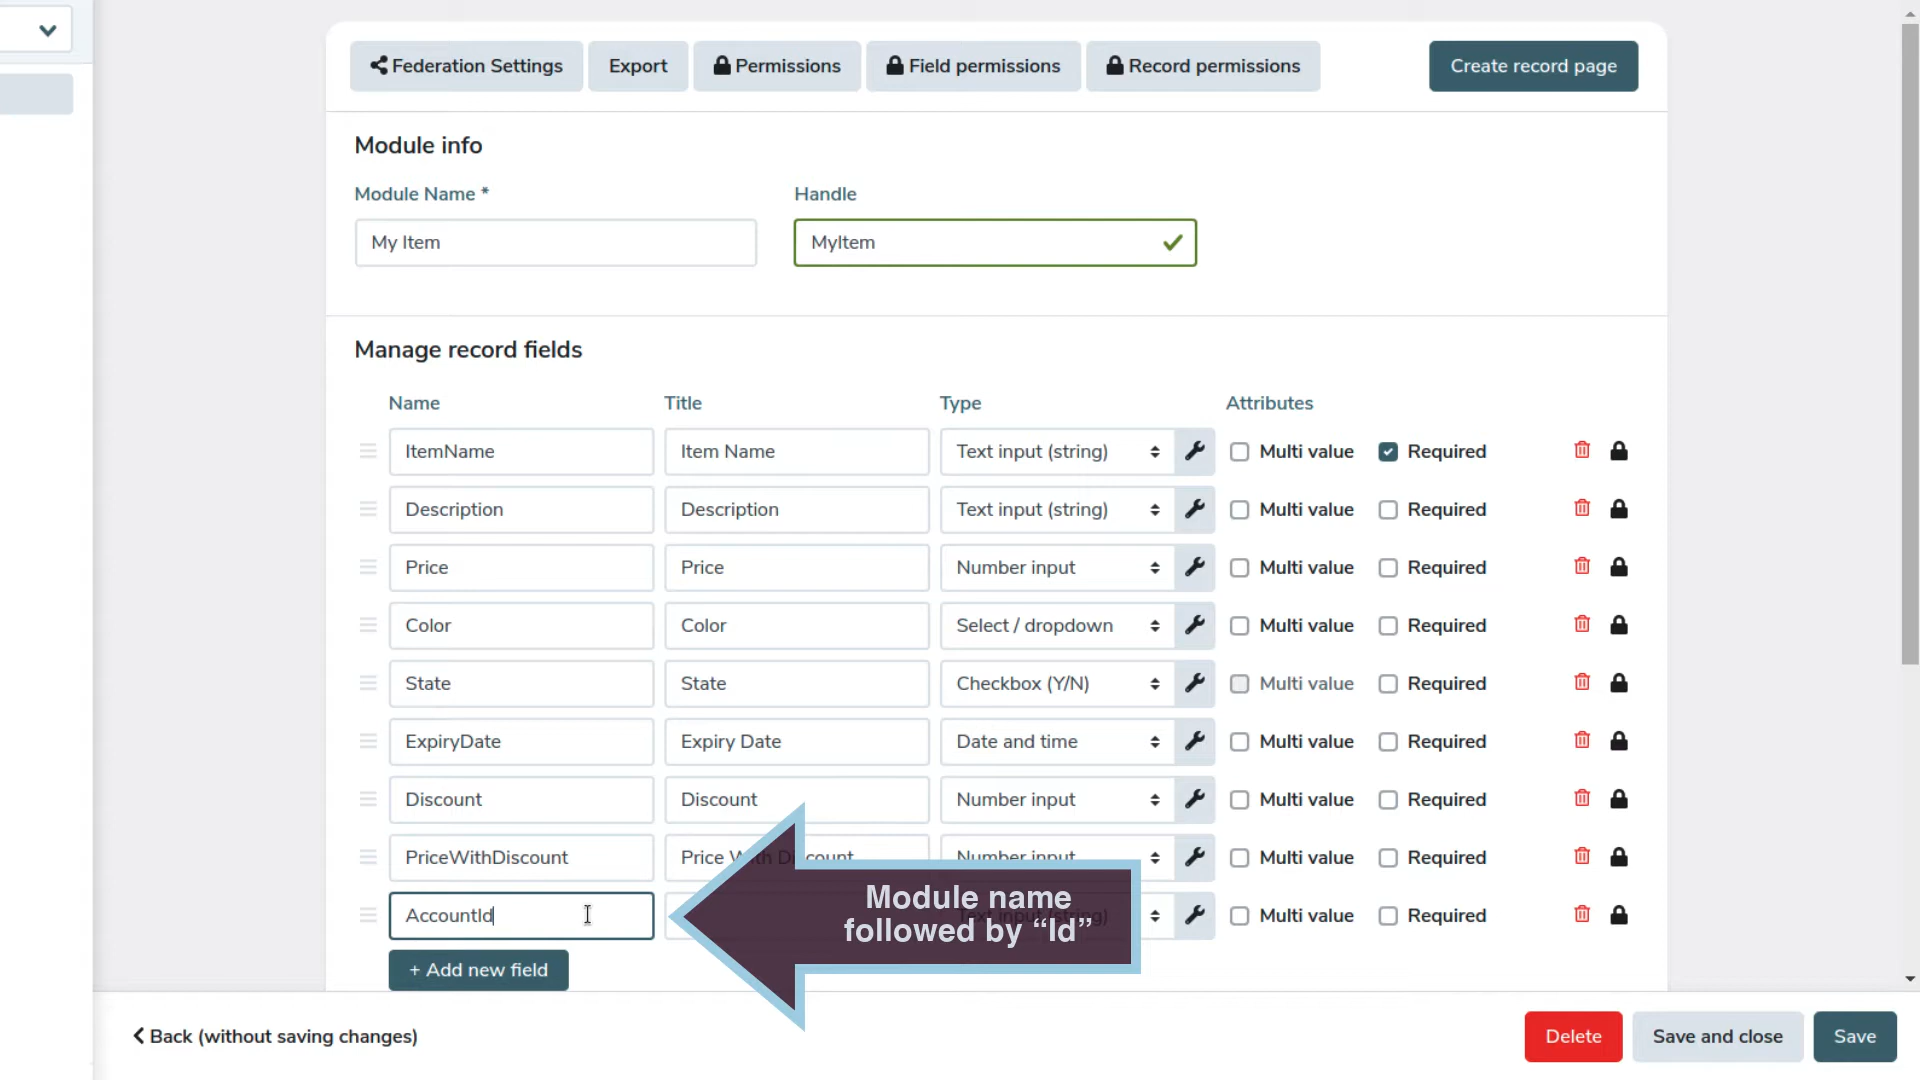 Federation Settings Export Permissions Field permissions Record permissions Create record page
Module info
Module Name * Handle
My Item MyItem
Manage record fields
Name Title Type Attributes
ItemName Item Name Text input (string) Multi value Required
Description Description Text input (string) Multi value Required
Price Price Number input Multi value Required
Color Color Select / dropdown Multi value Required
State State Checkbox (Y/N) Multi value Required
ExpiryDate Expiry Date Date and time Multi value Required
Discount Discount Number input Multi value Required
PriceWithDiscount Price With Discount Number input Multi value Required
AccountId Text input (string) Multi value Required
Module name
followed by “Id”
+ Add new field
Back (without saving changes) Delete Save and close Save